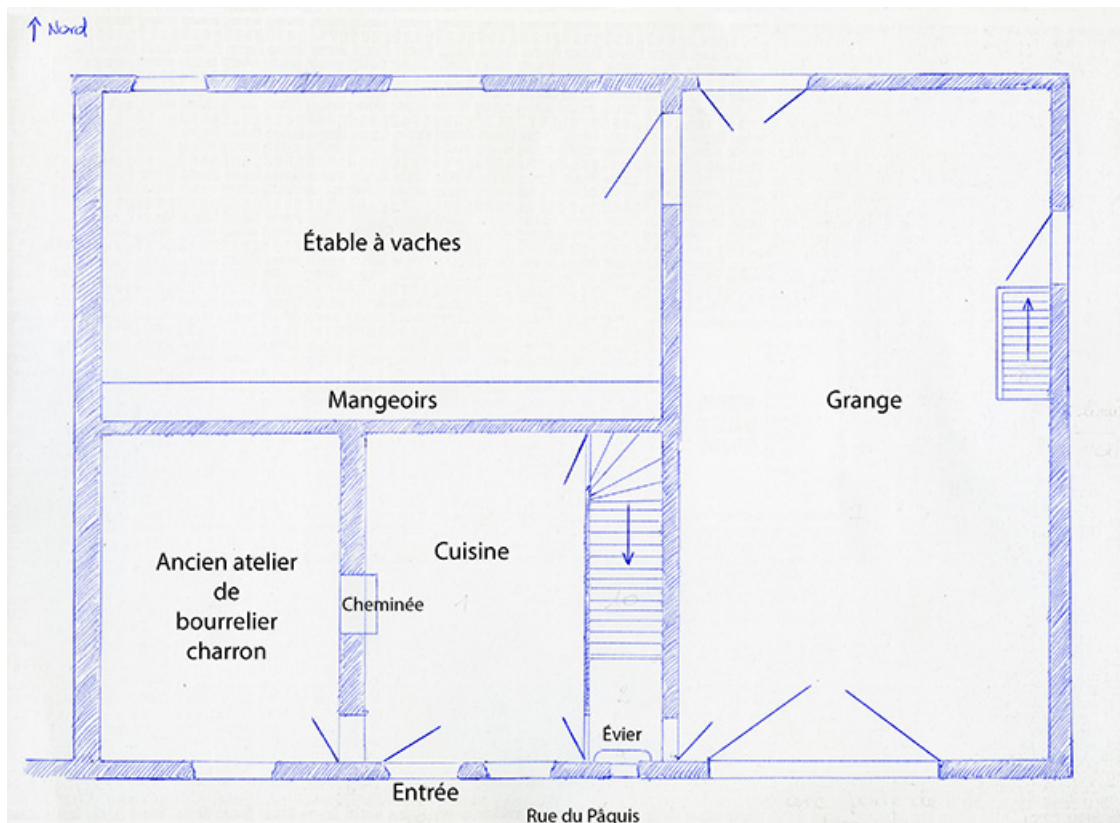 ↑ Nord
Étable à vaches
Mangeoirs
Grange
Ancien atelier
de
bourrelier
charron
Cuisine
Cheminée
Évier
Entrée
Rue du Pâquis